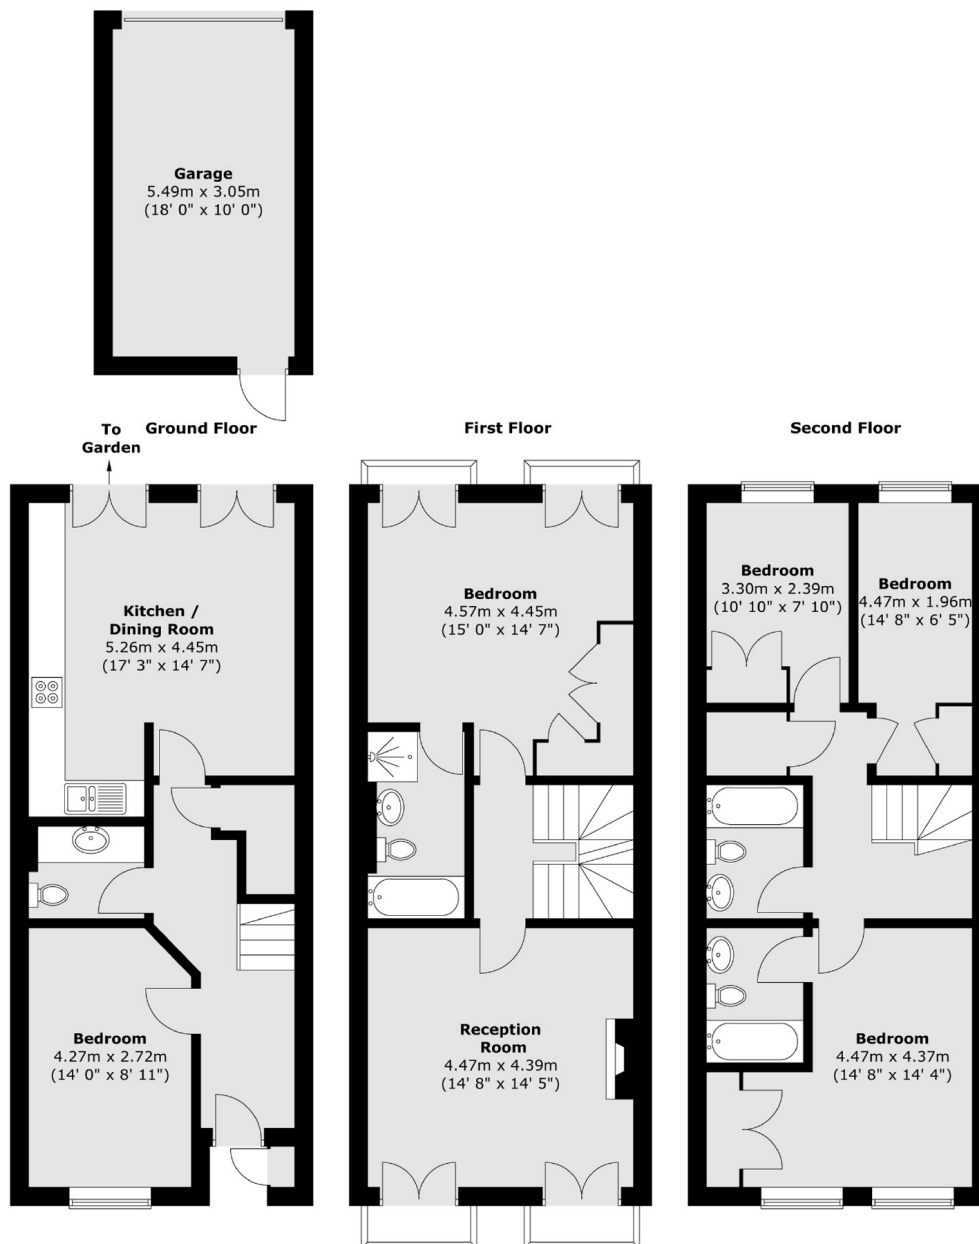 Garage
5.49m x 3.05m
(18' 0" x 10' 0")
To
Garden
Ground Floor
First Floor
Second Floor
Kitchen /
Dining Room
5.26m x 4.45m
(17' 3" x 14' 7")
Bedroom
4.27m x 2.72m
(14' 0" x 8' 11")
Bedroom
4.57m x 4.45m
(15' 0" x 14' 7")
Reception
Room
4.47m x 4.39m
(14' 8" x 14' 5")
Bedroom
3.30m x 2.39m
(10' 10" x 7' 10")
Bedroom
4.47m x 1.96m
(14' 8" x 6' 5")
Bedroom
4.47m x 4.37m
(14' 8" x 14' 4")